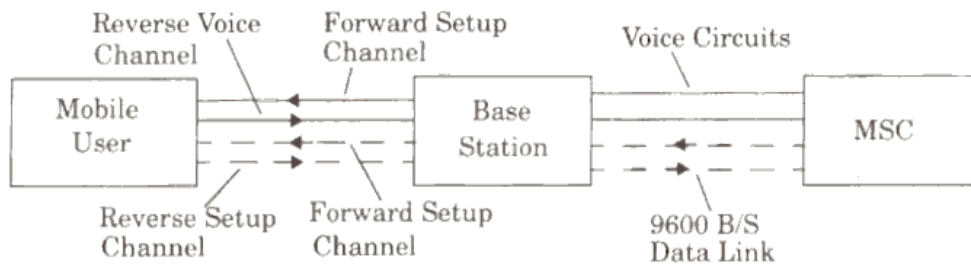 Reverse Voice
Channel
Forward Setup
Channel
Voice Circuits
Mobile
User
Base
Station
MSC
Reverse Setup
Channel
Forward Setup
Channel
9600 B/S
Data Link